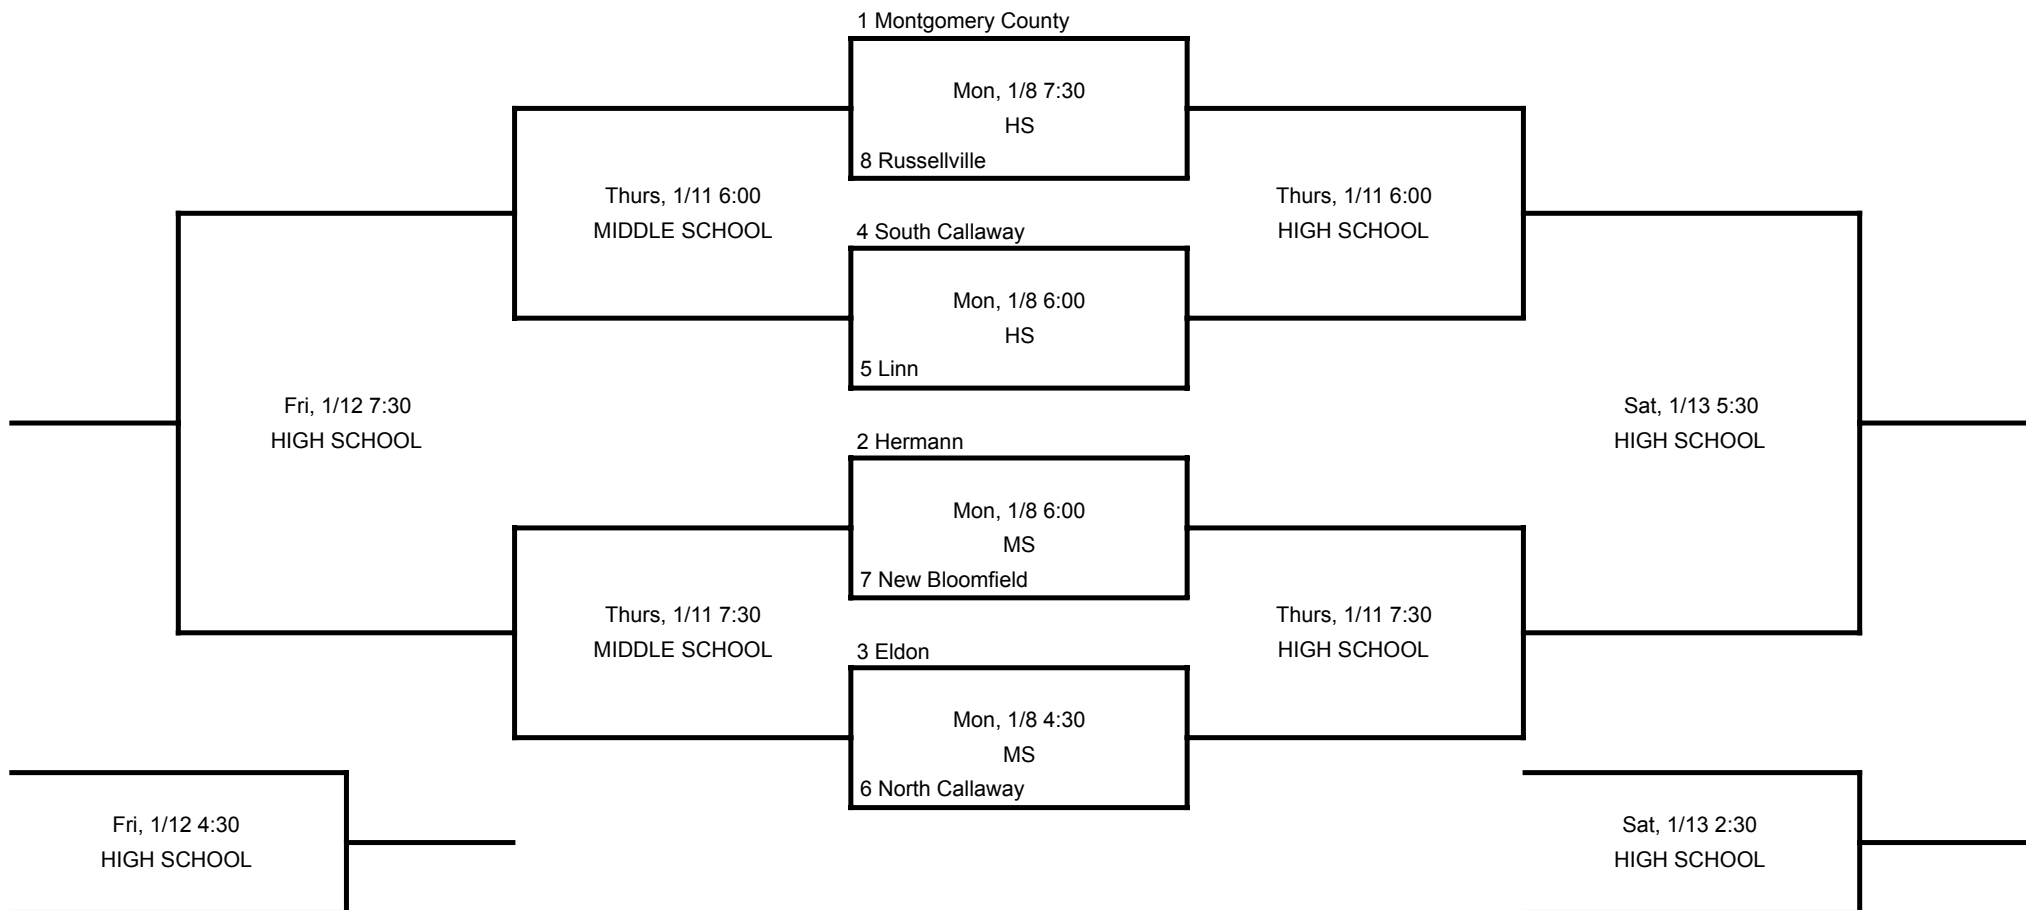 1 Montgomery County
Mon, 1/8 7:30
HS
8 Russellville
Thurs, 1/11 6:00
MIDDLE SCHOOL
Thurs, 1/11 6:00
HIGH SCHOOL
4 South Callaway
Mon, 1/8 6:00
HS
5 Linn
Fri, 1/12 7:30
HIGH SCHOOL
Sat, 1/13 5:30
HIGH SCHOOL
2 Hermann
Mon, 1/8 6:00
MS
7 New Bloomfield
Thurs, 1/11 7:30
MIDDLE SCHOOL
Thurs, 1/11 7:30
HIGH SCHOOL
3 Eldon
Mon, 1/8 4:30
MS
6 North Callaway
Fri, 1/12 4:30
HIGH SCHOOL
Sat, 1/13 2:30
HIGH SCHOOL